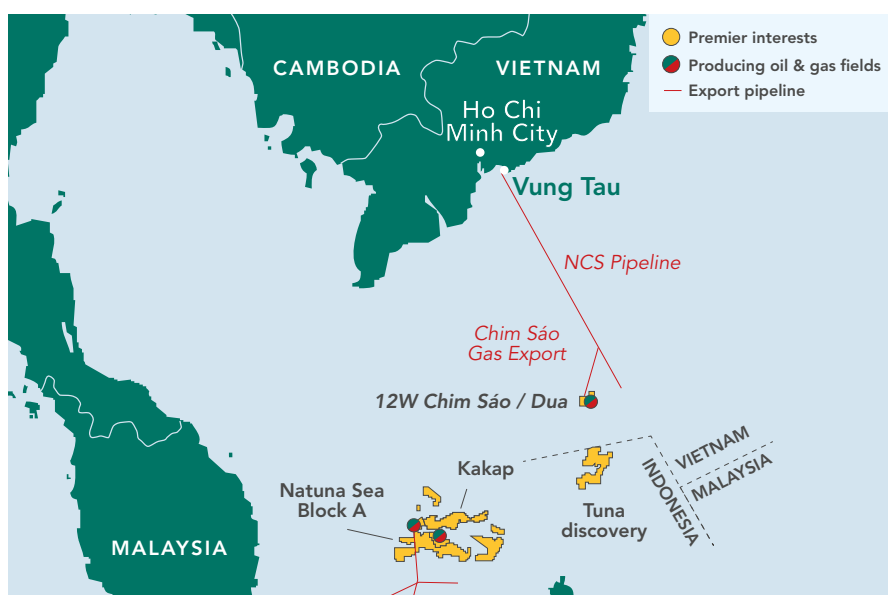 Premier interests
Producing oil & gas fields
Export pipeline
CAMBODIA
VIETNAM
Ho Chi
Minh City
Vung Tau
NCS Pipeline
Chim Sáo
Gas Export
12W Chim Sáo / Dua
Kakap
Natuna Sea
Block A
Tuna
discovery
VIETNAM
MALAYSIA
INDONESIA
MALAYSIA